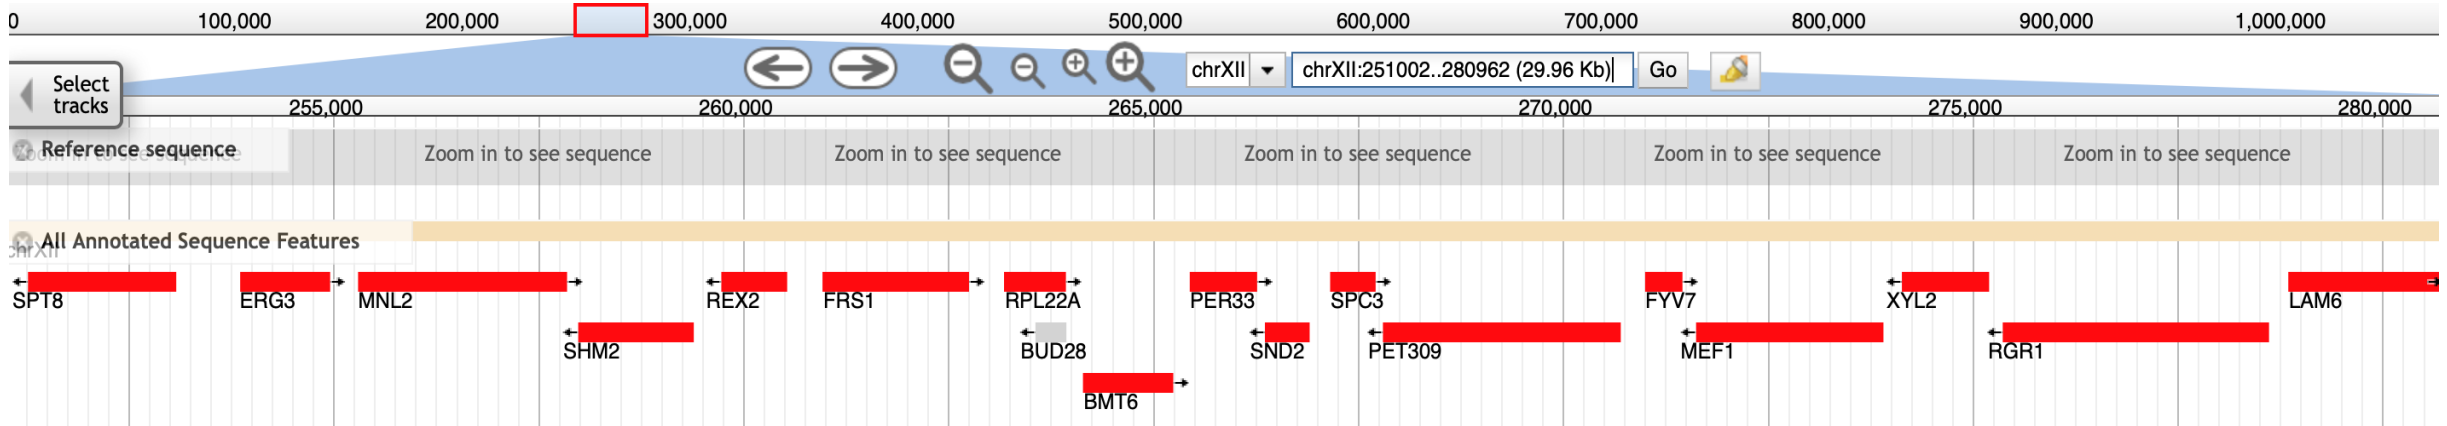 0 100,000 200,000 300,000 400,000 500,000 600,000 700,000 800,000 900,000 1,000,000
Select
tracks
chrXII chrXII:251002..280962 (29.96 Kb) Go
255,000 260,000 265,000 270,000 275,000 280,000
Reference sequence Zoom in to see sequence Zoom in to see sequence Zoom in to see sequence Zoom in to see sequence Zoom in to see sequence
All Annotated Sequence Features
chrXII
SPT8 ERG3 MNL2 REX2 FRS1 RPL22A PER33 SPC3 FYV7 XYL2 LAM6
SHM2 BUD28 SND2 PET309 MEF1 RGR1
BMT6